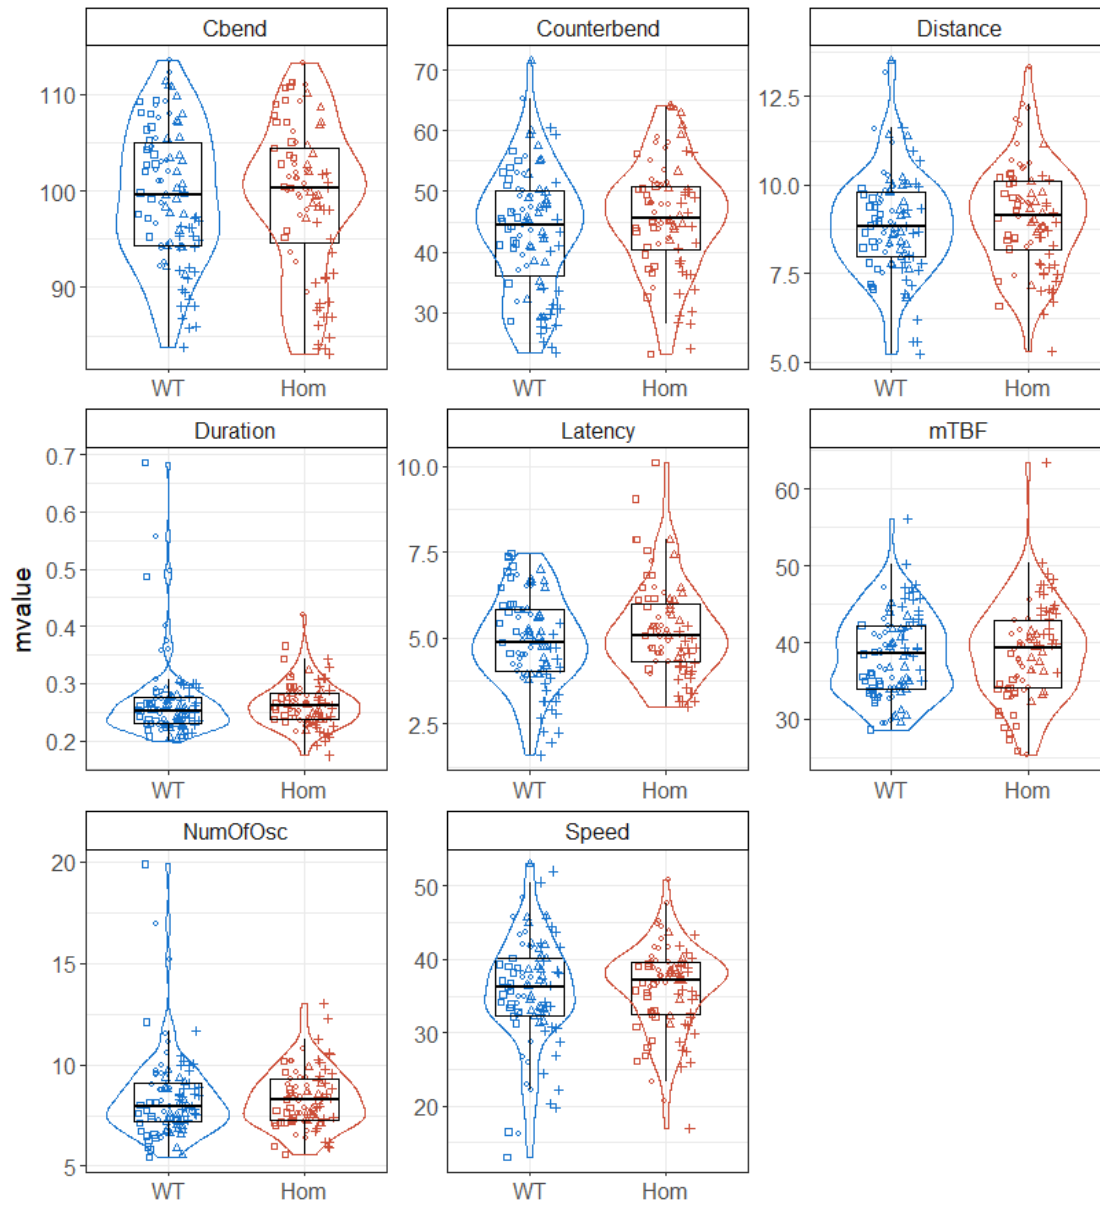 Cbend
Counterbend
Distance
110
100
90
70
60
50
40
30
12.5
10.0
7.5
5.0
WT
Hom
WT
Hom
WT
Hom
mvalue
Duration
Latency
mTBF
0.7
0.6
0.5
0.4
0.3
0.2
10.0
7.5
5.0
2.5
60
50
40
30
WT
Hom
WT
Hom
WT
Hom
NumOfOsc
Speed
20
15
10
5
50
40
30
20
WT
Hom
WT
Hom